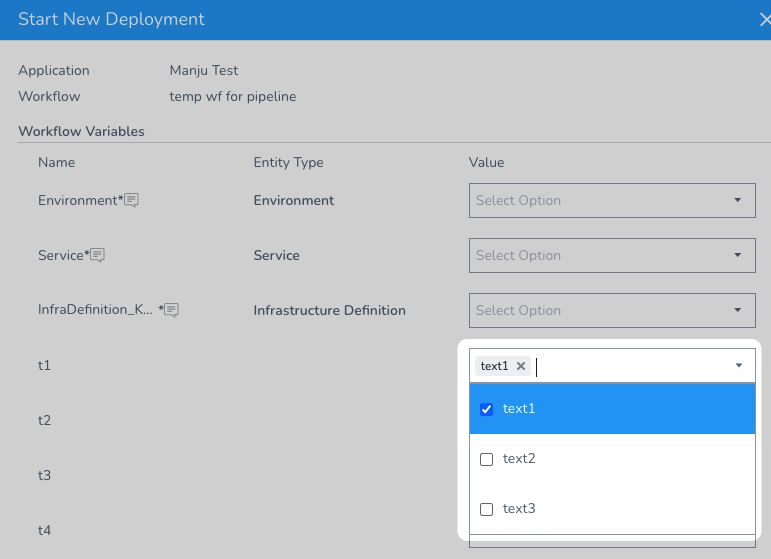 Start New Deployment
Application Manju Test
Workflow temp wf for pipeline
Workflow Variables
Name Entity Type Value
Environment* Environment Select Option
Service* Service Select Option
InfraDefinition_K... * Infrastructure Definition Select Option
t1 text1
text1
t2
text2
t3
text3
t4